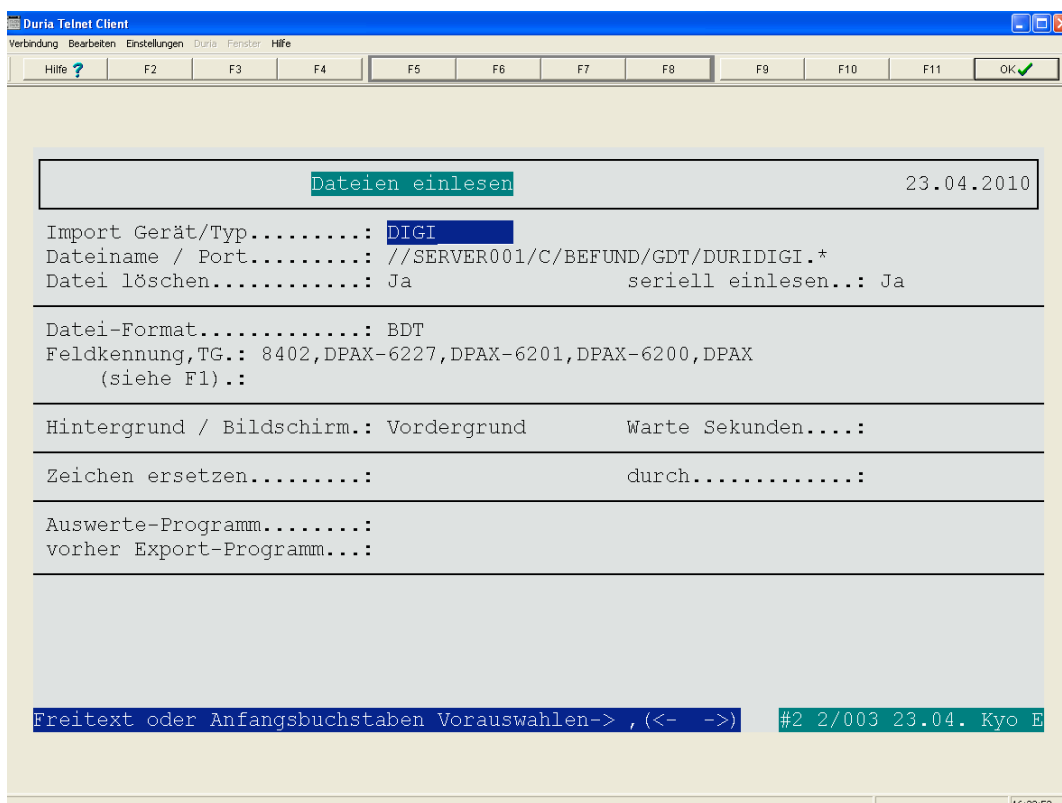 Duria Telnet Client
Verbindung Bearbeiten Einstellungen Duria Fenster Hilfe
Hilfe ? F2 F3 F4 F5 F6 F7 F8 F9 F10 F11 OK
Dateien einlesen 23.04.2010
Import Gerät/Typ.........: DIGI
Dateiname / Port.........: //SERVER001/C/BEFUND/GDT/DURIDIGI.*
Datei löschen............: Ja seriell einlesen..: Ja
Datei-Format.............: BDT
Feldkennung,TG.: 8402,DPAX-6227,DPAX-6201,DPAX-6200,DPAX
(siehe F1).:
Hintergrund / Bildschirm.: Vordergrund Warte Sekunden....:
Zeichen ersetzen.........: durch.............:
Auswerte-Programm........:
vorher Export-Programm...:
Freitext oder Anfangsbuchstaben Vorauswahlen-> ,(<- ->) #2 2/003 23.04. Kyo E